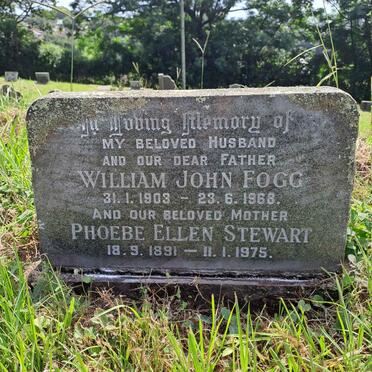 In Loving Memory of
MY BELOVED HUSBAND
AND OUR DEAR FATHER
WILLIAM JOHN FOGG
31.1.1903 - 23.6.1968.
AND OUR BELOVED MOTHER
PHOEBE ELLEN STEWART
18.9.1891 - 11.1.1975.